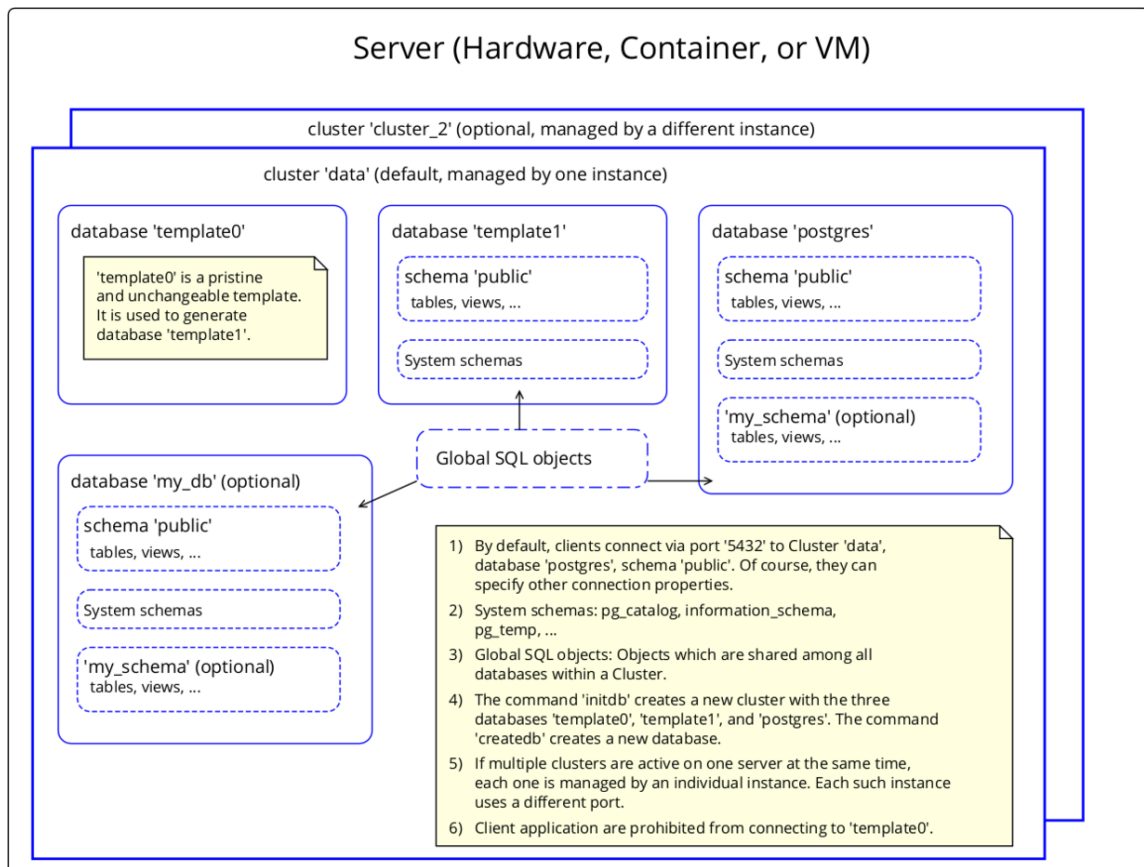 Server (Hardware, Container, or VM)
cluster 'cluster_2' (optional, managed by a different instance)
cluster 'data' (default, managed by one instance)
database 'template0'
'template0' is a pristine
and unchangeable template.
It is used to generate
database 'template1'.
database 'template1'
schema 'public'
tables, views, ...
System schemas
database 'postgres'
schema 'public'
tables, views, ...
System schemas
'my_schema' (optional)
tables, views, ...
Global SQL objects
database 'my_db' (optional)
schema 'public'
tables, views, ...
System schemas
'my_schema' (optional)
tables, views, ...
1) By default, clients connect via port '5432' to Cluster 'data',
database 'postgres', schema 'public'. Of course, they can
specify other connection properties.
2) System schemas: pg_catalog, information_schema,
pg_temp, ...
3) Global SQL objects: Objects which are shared among all
databases within a Cluster.
4) The command 'initdb' creates a new cluster with the three
databases 'template0', 'template1', and 'postgres'. The command
'createdb' creates a new database.
5) If multiple clusters are active on one server at the same time,
each one is managed by an individual instance. Each such instance
uses a different port.
6) Client application are prohibited from connecting to 'template0'.